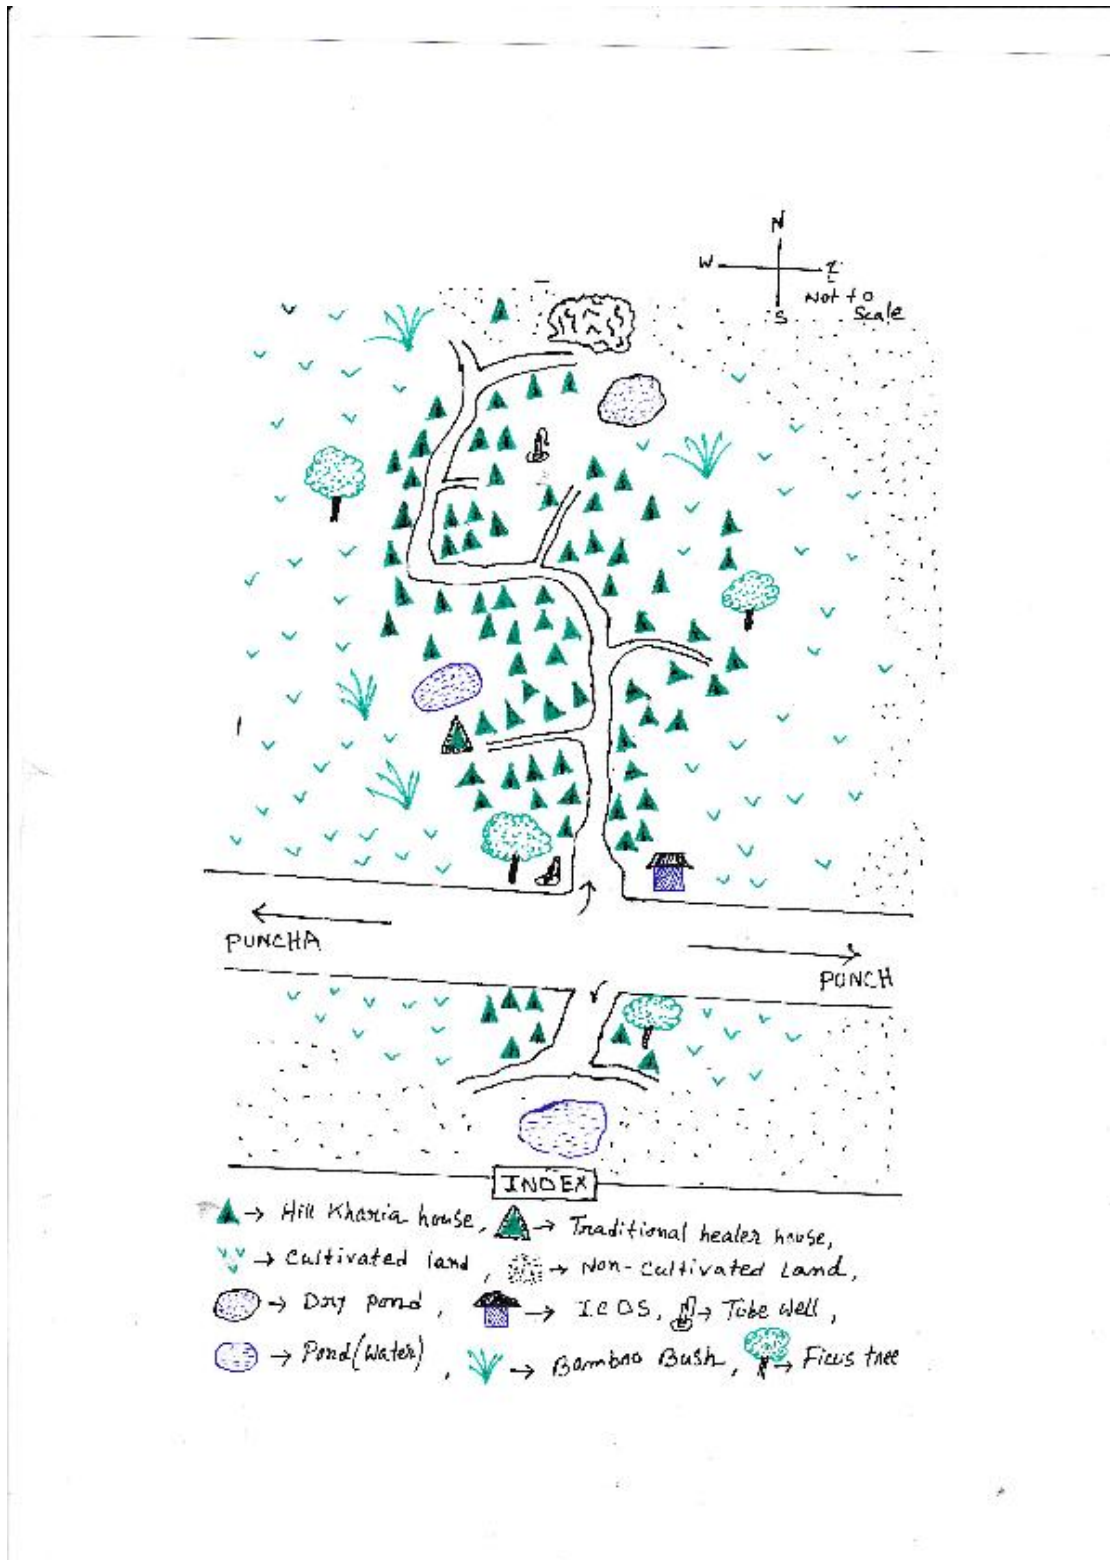 N
W
S
Not to
Scale
PUNCHA
PONCH
INDEX
→ Hill Kharia house, → Traditional healer house,
→ Cultivated land, → Non-Cultivated Land,
→ Dry pond, → ICDS, → Tube well,
→ Pond (Water), → Bamboo Bush, → Ficus tree